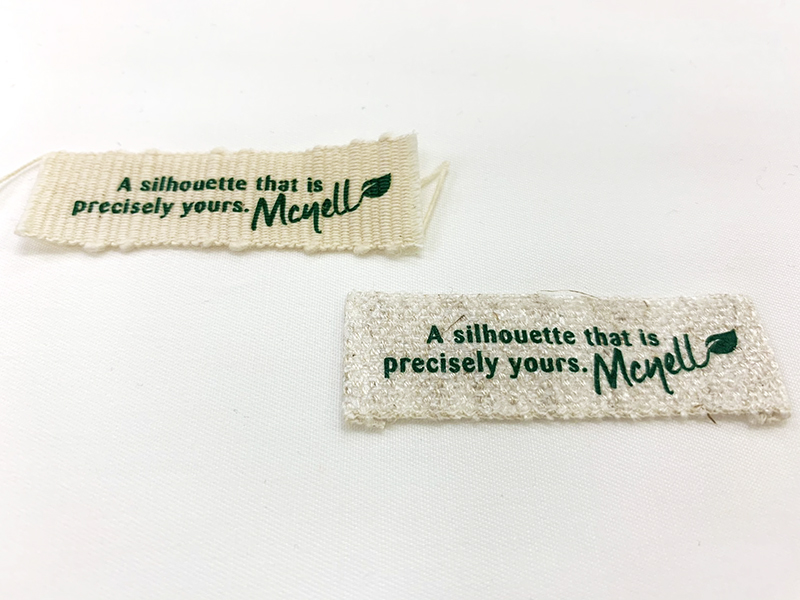 A silhouette that is
precisely yours. Mcyell
A silhouette that is
precisely yours. Mcyell